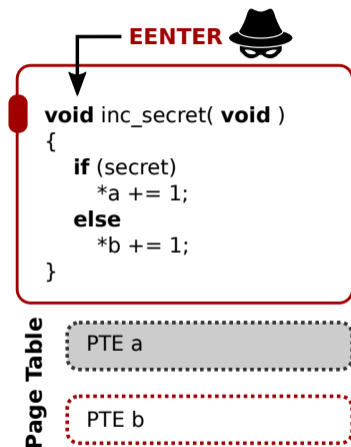 EENTER
void inc_secret( void )
{
if (secret)
*a += 1;
else
*b += 1;
}
Page Table
PTE a
PTE b